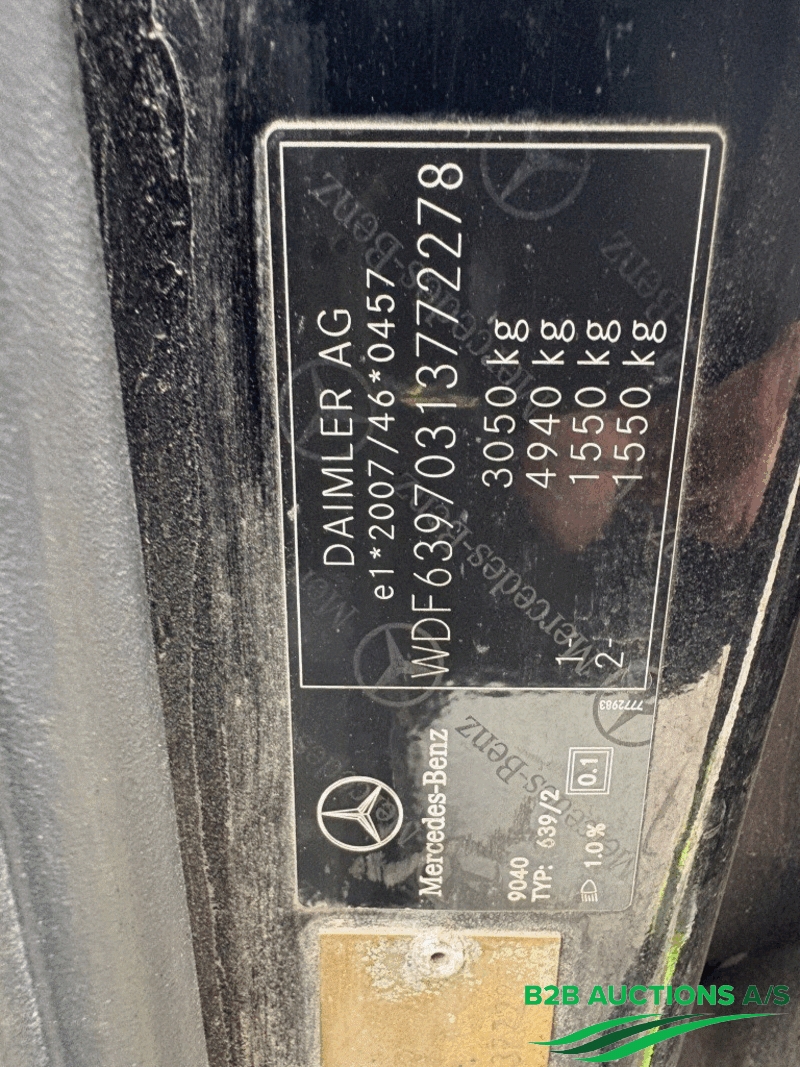 DAIMLER AG
e1*2007/46*0457
WDF63970313772278
3050 kg
4940 kg
1- 1550 kg
2- 1550 kg
Mercedes-Benz
9040
TYP: 639/2
1.0 %
0.1
7772983
B2B AUCTIONS A/S